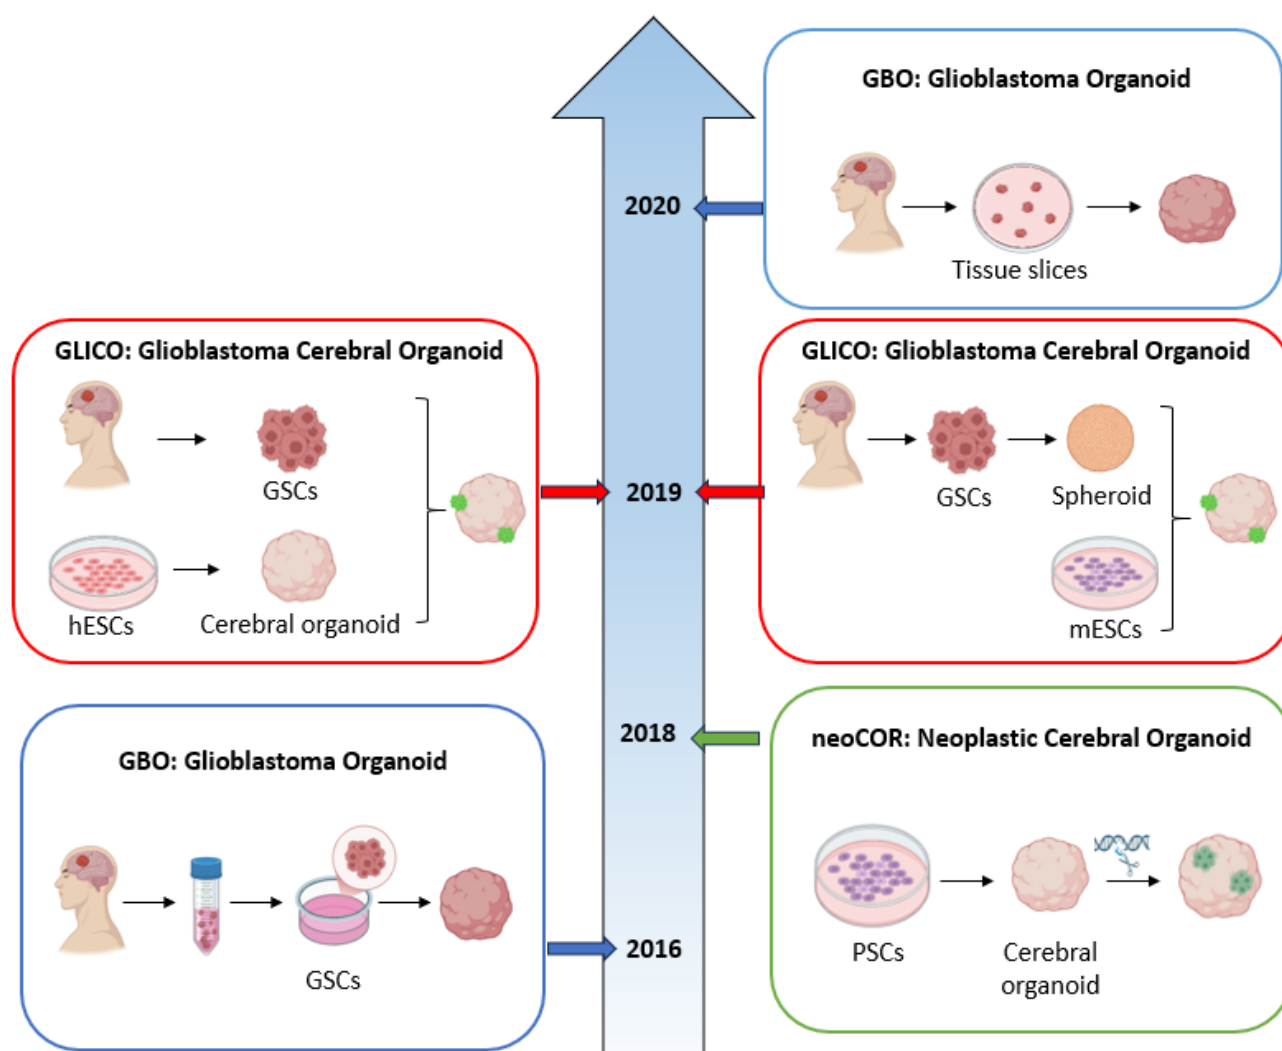 GBO: Glioblastoma Organoid
2020
Tissue slices
GLICO: Glioblastoma Cerebral Organoid
GSCs
hESCs
Cerebral organoid
2019
GLICO: Glioblastoma Cerebral Organoid
GSCs
Spheroid
mESCs
2018
neoCOR: Neoplastic Cerebral Organoid
PSCs
Cerebral
organoid
GBO: Glioblastoma Organoid
GSCs
2016